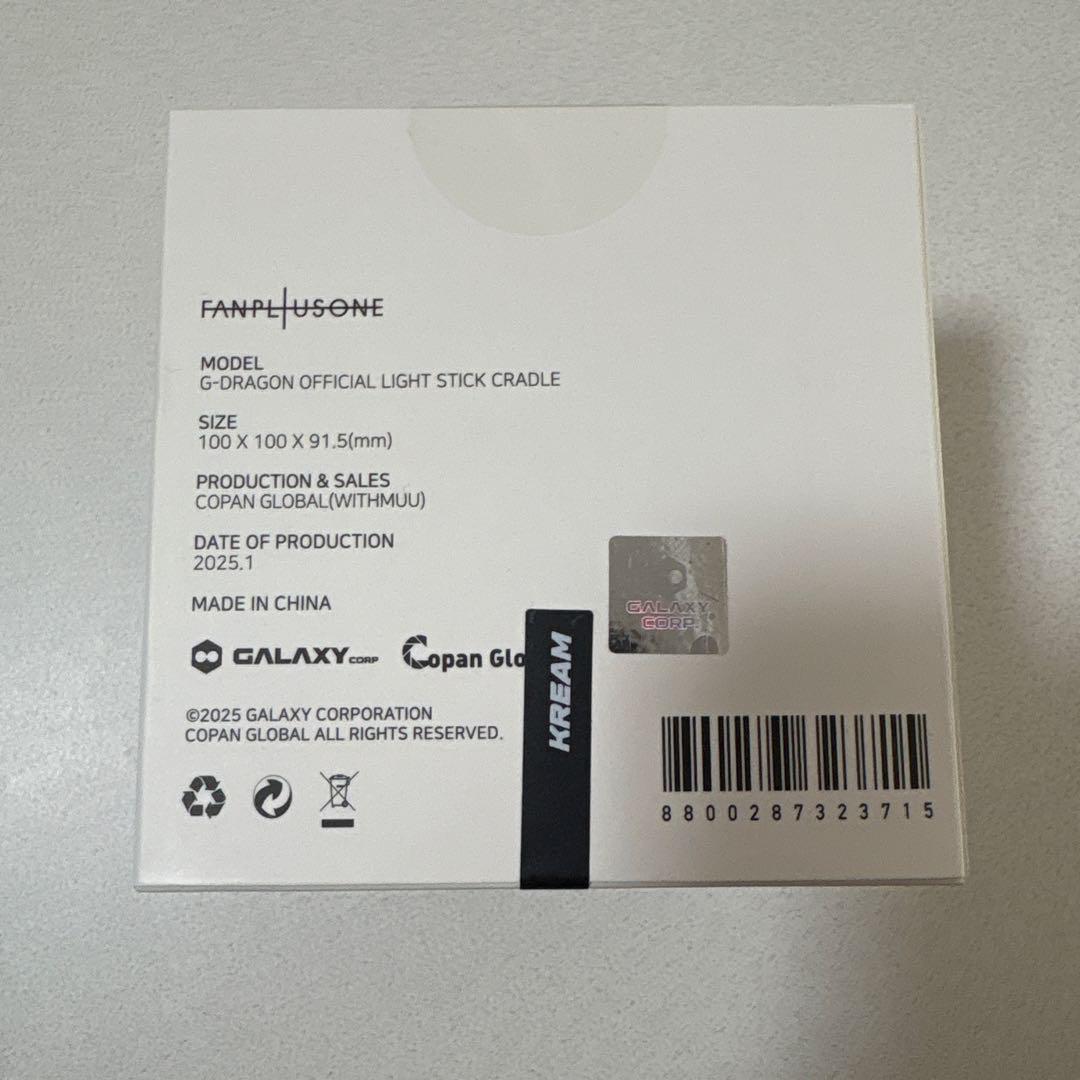 FANPLUSONE
MODEL
G-DRAGON OFFICIAL LIGHT STICK CRADLE
SIZE
100 X 100 X 91.5(mm)
PRODUCTION & SALES
COPAN GLOBAL(WITHMUU)
DATE OF PRODUCTION
2025.1
MADE IN CHINA
GALAXY CORP
Copan Glo
GALAXY
CORP.
KREAM
©2025 GALAXY CORPORATION
COPAN GLOBAL ALL RIGHTS RESERVED.
8800287323715